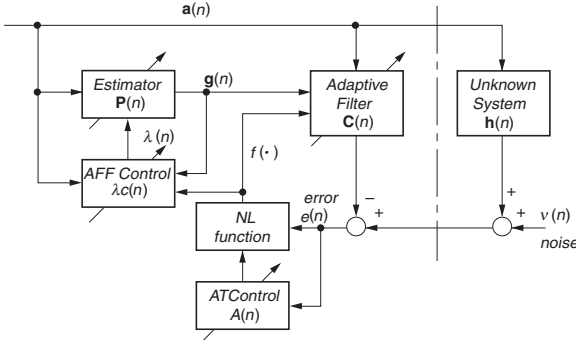 a(n)
Estimator
P(n)
g(n)
Adaptive
Filter
C(n)
Unknown
System
h(n)
λ(n)
f(·)
AFF Control
λc(n)
NL
function
error
e(n)
−
+
+
+
ν(n)
noise
ATControl
A(n)